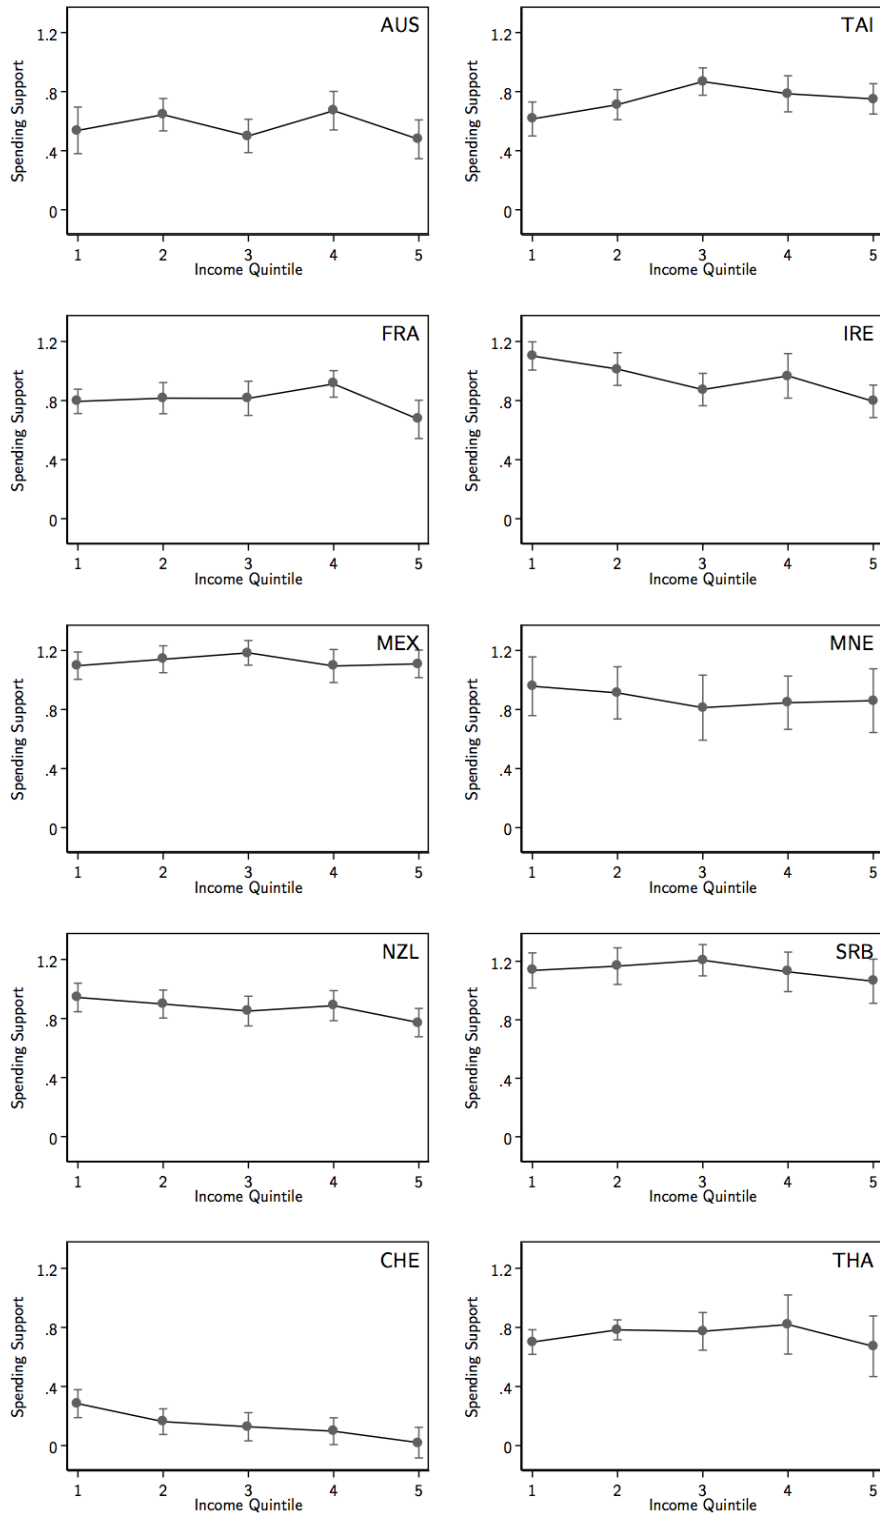 AUS
Spending Support
1.2
.8
.4
0
1 2 3 4 5
Income Quintile
TAI
Spending Support
1.2
.8
.4
0
1 2 3 4 5
Income Quintile
FRA
Spending Support
1.2
.8
.4
0
1 2 3 4 5
Income Quintile
IRE
Spending Support
1.2
.8
.4
0
1 2 3 4 5
Income Quintile
MEX
Spending Support
1.2
.8
.4
0
1 2 3 4 5
Income Quintile
MNE
Spending Support
1.2
.8
.4
0
1 2 3 4 5
Income Quintile
NZL
Spending Support
1.2
.8
.4
0
1 2 3 4 5
Income Quintile
SRB
Spending Support
1.2
.8
.4
0
1 2 3 4 5
Income Quintile
CHE
Spending Support
1.2
.8
.4
0
1 2 3 4 5
Income Quintile
THA
Spending Support
1.2
.8
.4
0
1 2 3 4 5
Income Quintile